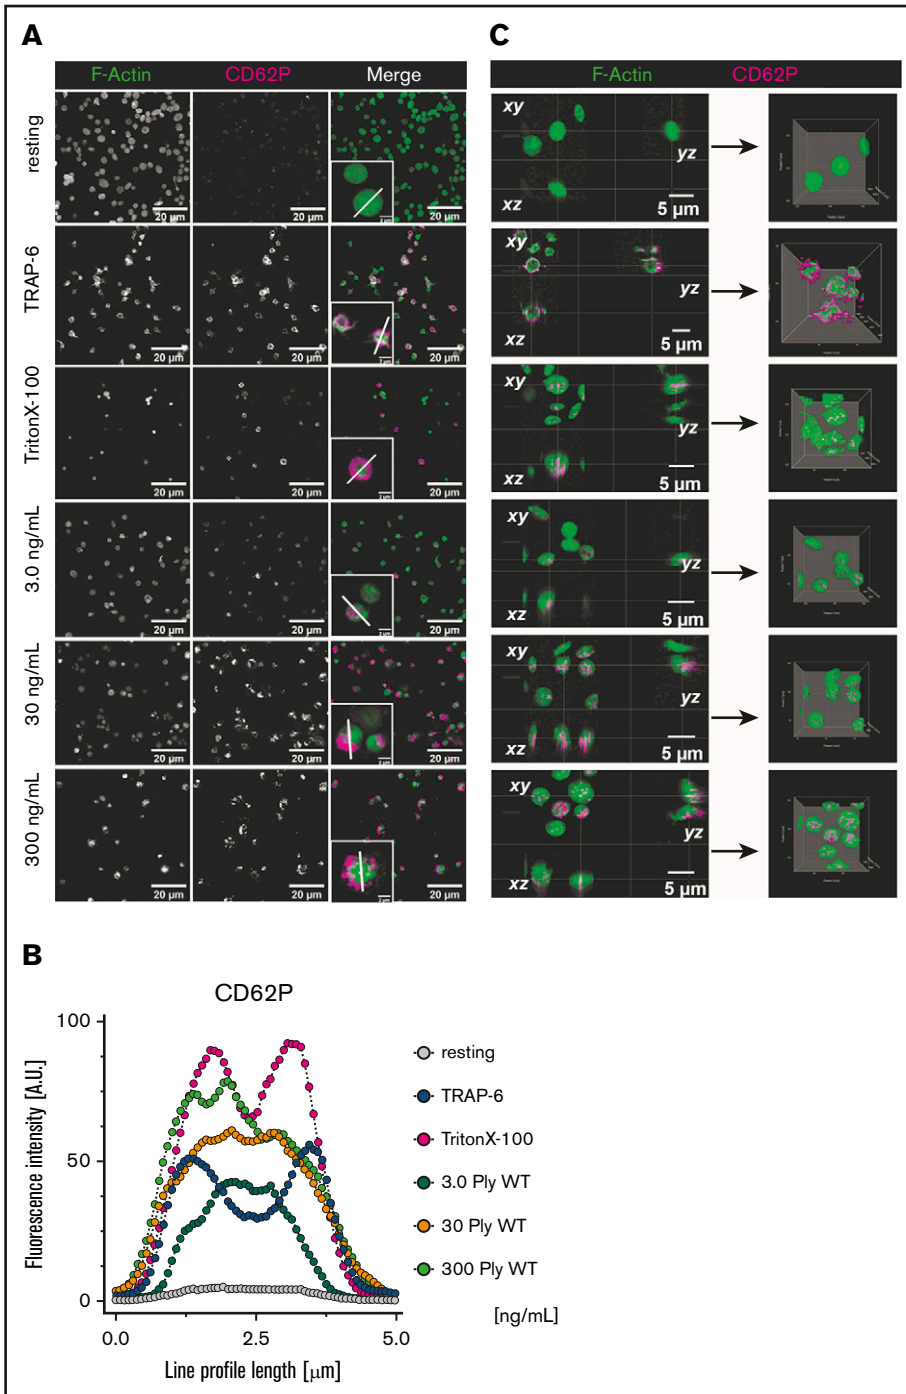 A
F-Actin CD62P Merge
resting
20 µm 20 µm 20 µm
TRAP-6
20 µm 20 µm 20 µm
TritonX-100
20 µm 20 µm 20 µm
3.0 ng/mL
20 µm 20 µm 20 µm
30 ng/mL
20 µm 20 µm 20 µm
300 ng/mL
20 µm 20 µm 20 µm
C
F-Actin CD62P
xy
yz
xz
5 µm
xy
yz
xz
5 µm
xy
yz
xz
5 µm
xy
yz
xz
5 µm
xy
yz
xz
5 µm
xy
yz
xz
5 µm
B
CD62P
Fluorescence intensity [A.U.]
100
50
0
0.0 2.5 5.0
Line profile length [µm]
resting
TRAP-6
TritonX-100
3.0 Ply WT
30 Ply WT
300 Ply WT
[ng/mL]